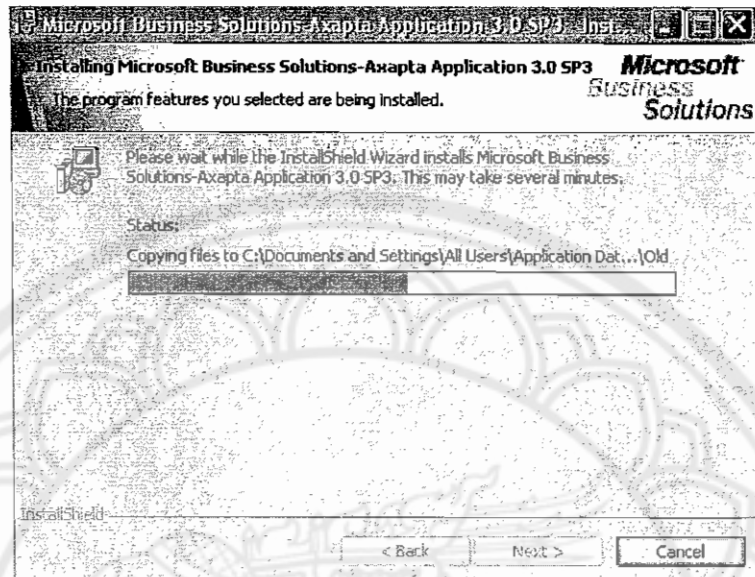 Microsoft Business Solutions-Axapta Application 3.0 SP3 - Inst...
Installing Microsoft Business Solutions-Axapta Application 3.0 SP3
The program features you selected are being installed.
Microsoft
Business
Solutions
Please wait while the InstallShield Wizard installs Microsoft Business
Solutions-Axapta Application 3.0 SP3. This may take several minutes.
Status:
Copying files to C:\Documents and Settings\All Users\Application Dat...\Old
InstallShield
< Back
Next >
Cancel